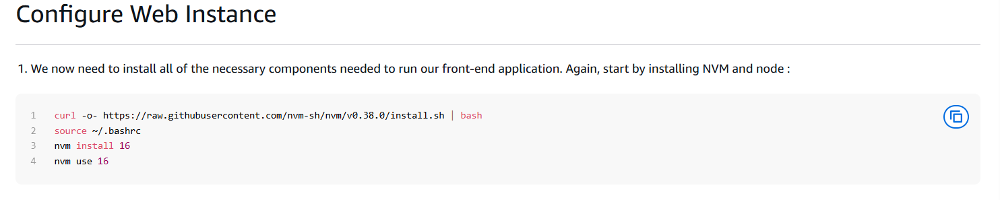 Configure Web Instance
1. We now need to install all of the necessary components needed to run our front-end application. Again, start by installing NVM and node :
1 curl -o- https://raw.githubusercontent.com/nvm-sh/nvm/v0.38.0/install.sh | bash
2 source ~/.bashrc
3 nvm install 16
4 nvm use 16